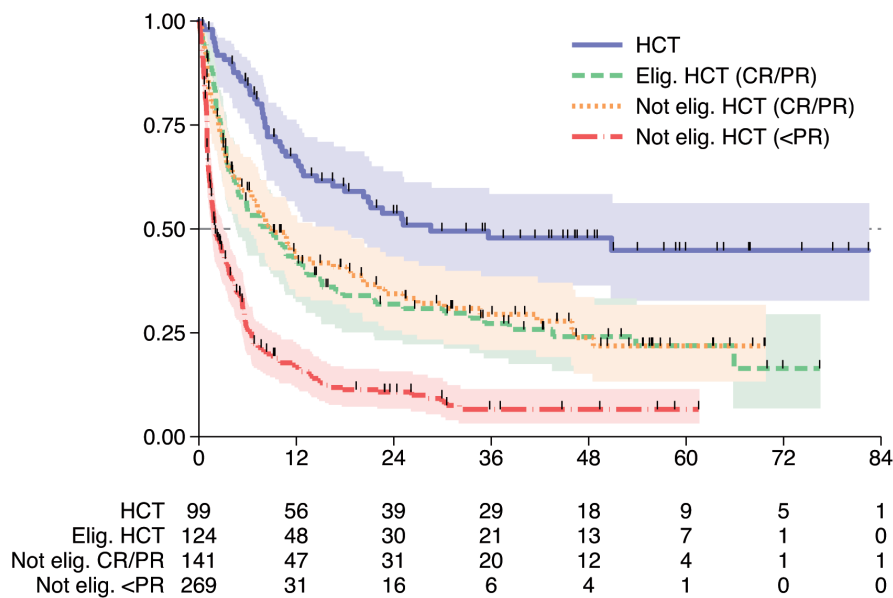 1.00
0.75
0.50
0.25
0.00
HCT
Elig. HCT (CR/PR)
Not elig. HCT (CR/PR)
Not elig. HCT (<PR)
0 12 24 36 48 60 72 84
HCT 99 56 39 29 18 9 5 1
Elig. HCT 124 48 30 21 13 7 1 0
Not elig. CR/PR 141 47 31 20 12 4 1 1
Not elig. <PR 269 31 16 6 4 1 0 0